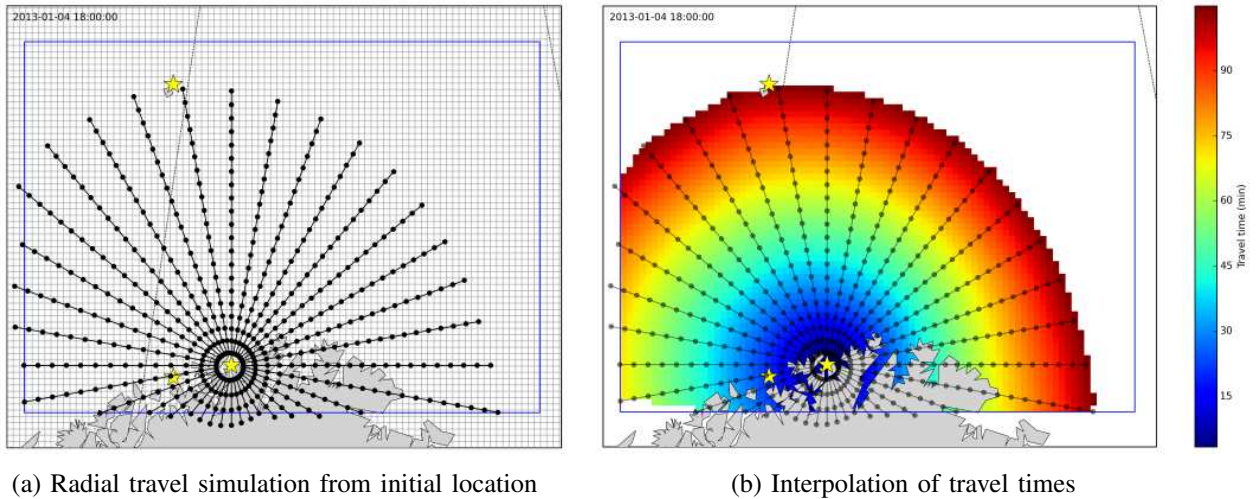 2013-01-04 18:00:00
2013-01-04 18:00:00
90
75
60
45
30
15
Travel time (min)
(a) Radial travel simulation from initial location
(b) Interpolation of travel times